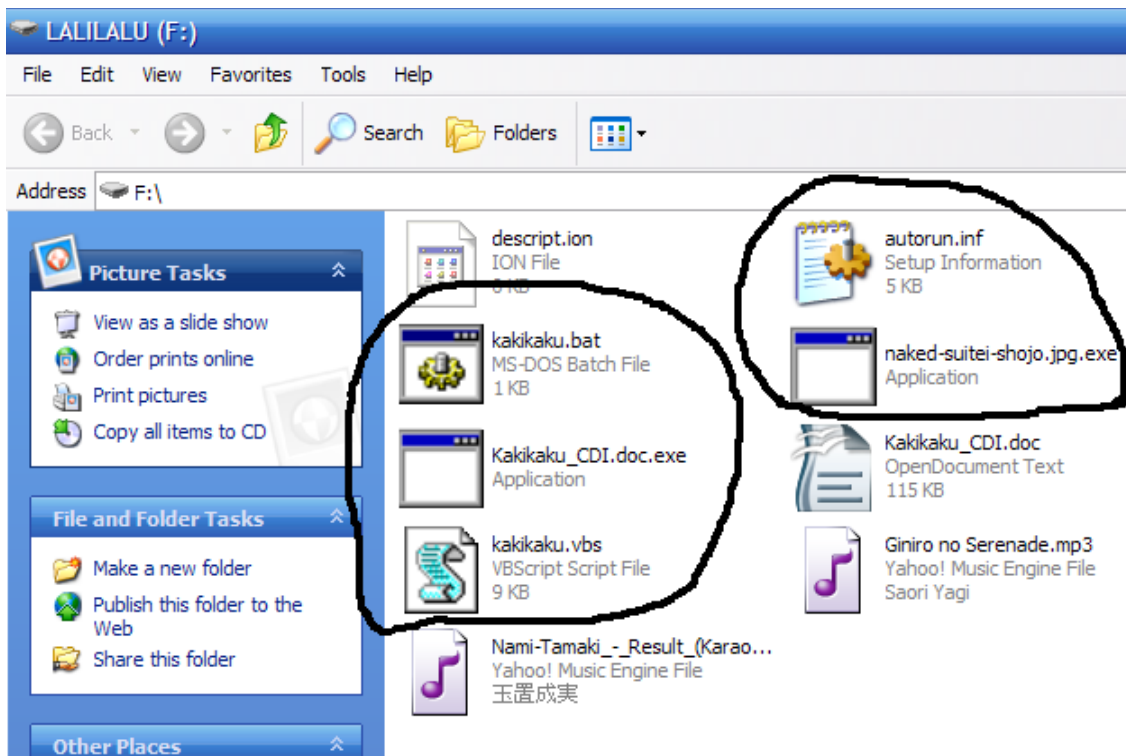 LALILALU (F:)
File Edit View Favorites Tools Help
Back Search Folders
Address F:\
Picture Tasks
View as a slide show
Order prints online
Print pictures
Copy all items to CD
File and Folder Tasks
Make a new folder
Publish this folder to the
Web
Share this folder
Other Places
descript.ion
ION File
0 KB
autorun.inf
Setup Information
5 KB
kakikaku.bat
MS-DOS Batch File
1 KB
naked-suitei-shojo.jpg.exe
Application
Kakikaku_CDI.doc.exe
Application
Kakikaku_CDI.doc
OpenDocument Text
115 KB
kakikaku.vbs
VBScript Script File
9 KB
Giniro no Serenade.mp3
Yahoo! Music Engine File
Saori Yagi
Nami-Tamaki_-_Result_(Karao...
Yahoo! Music Engine File
玉置成実